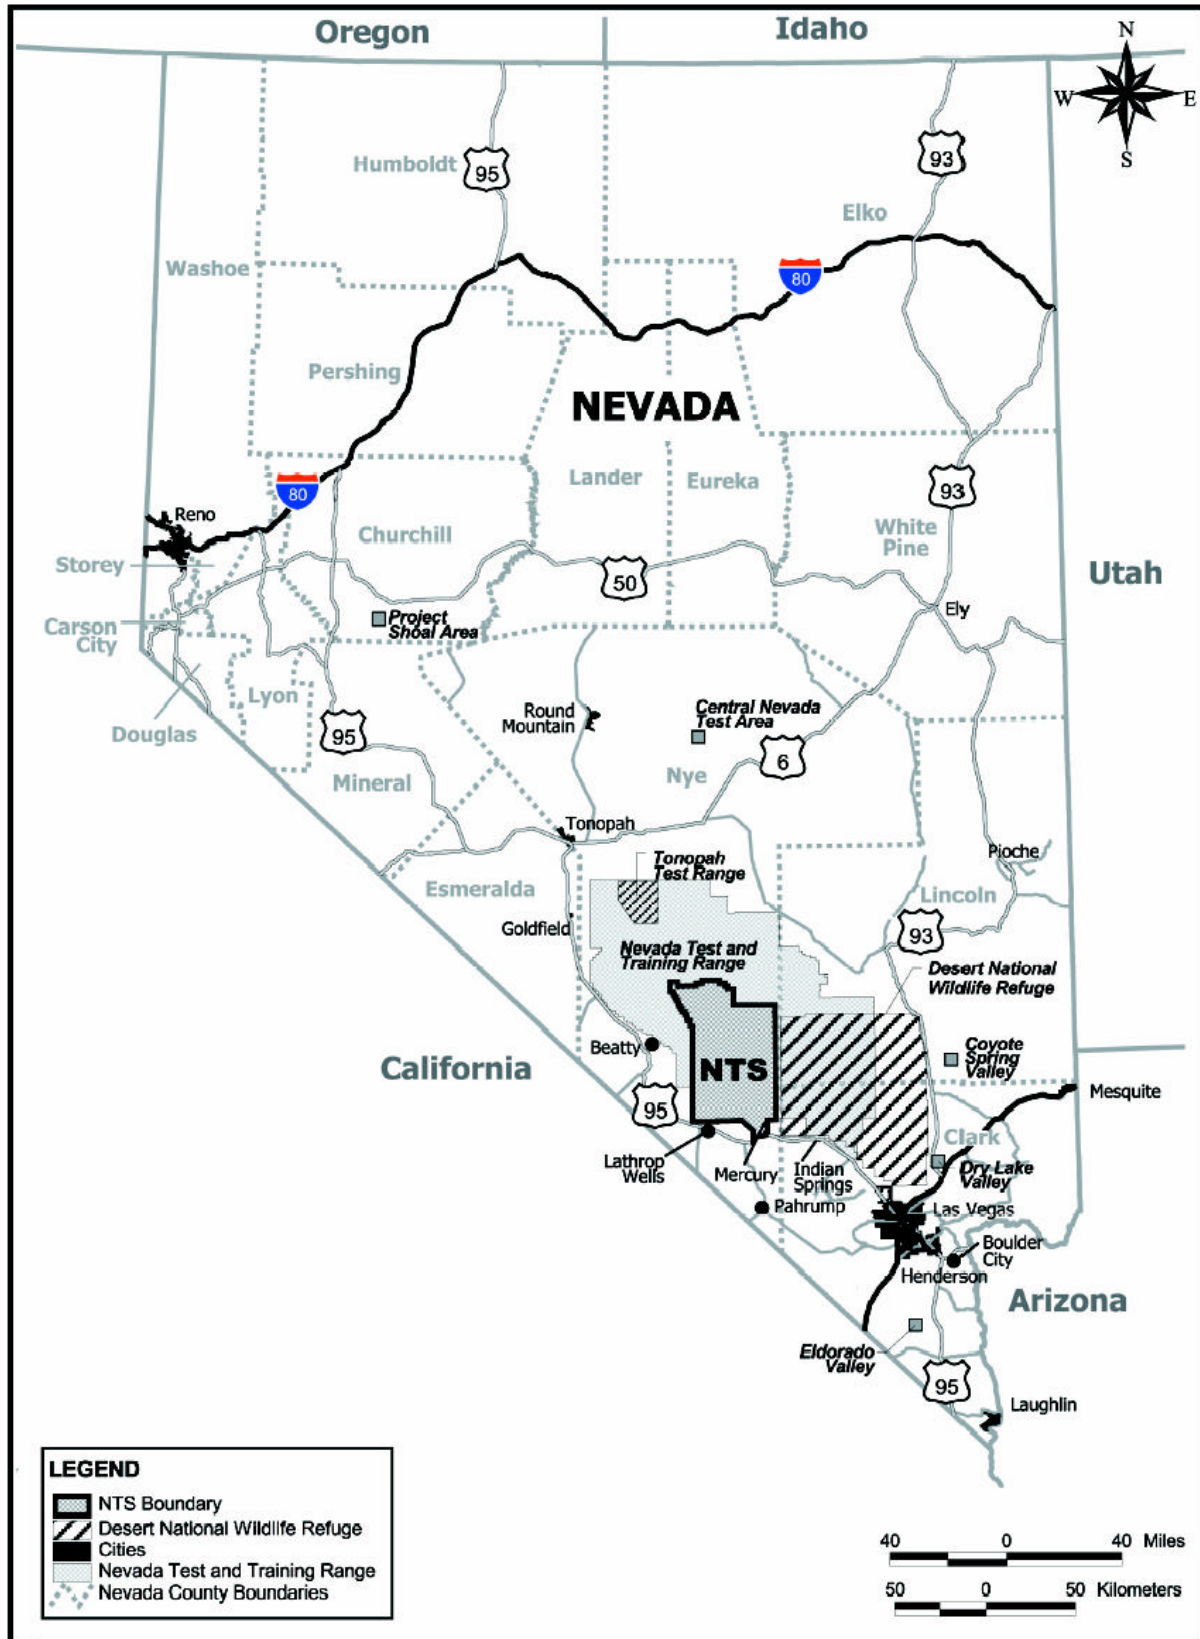 Oregon
Idaho
N
W
E
S
Humboldt
95
93
Elko
Washoe
80
Pershing
NEVADA
Lander
Eureka
93
80
Reno
Churchill
White
Pine
Storey
50
Utah
Ely
Project
Shoal Area
Carson
City
Lyon
Round
Mountain
Central Nevada
Test Area
Douglas
95
6
Nye
Mineral
Tonopah
Tonopah
Test Range
Pioche
Esmeralda
Lincoln
Goldfield
93
Nevada Test and
Training Range
Desert National
Wildlife Refuge
Beatty
California
NTS
Coyote
Spring
Valley
Mesquite
95
Clark
Lathrop
Wells
Mercury
Indian
Springs
Dry Lake
Valley
Pahrump
Las Vegas
Boulder
City
Henderson
Arizona
Eldorado
Valley
95
Laughlin
LEGEND
NTS Boundary
Desert National Wildlife Refuge
Cities
Nevada Test and Training Range
Nevada County Boundaries
40 0 40 Miles
50 0 50 Kilometers